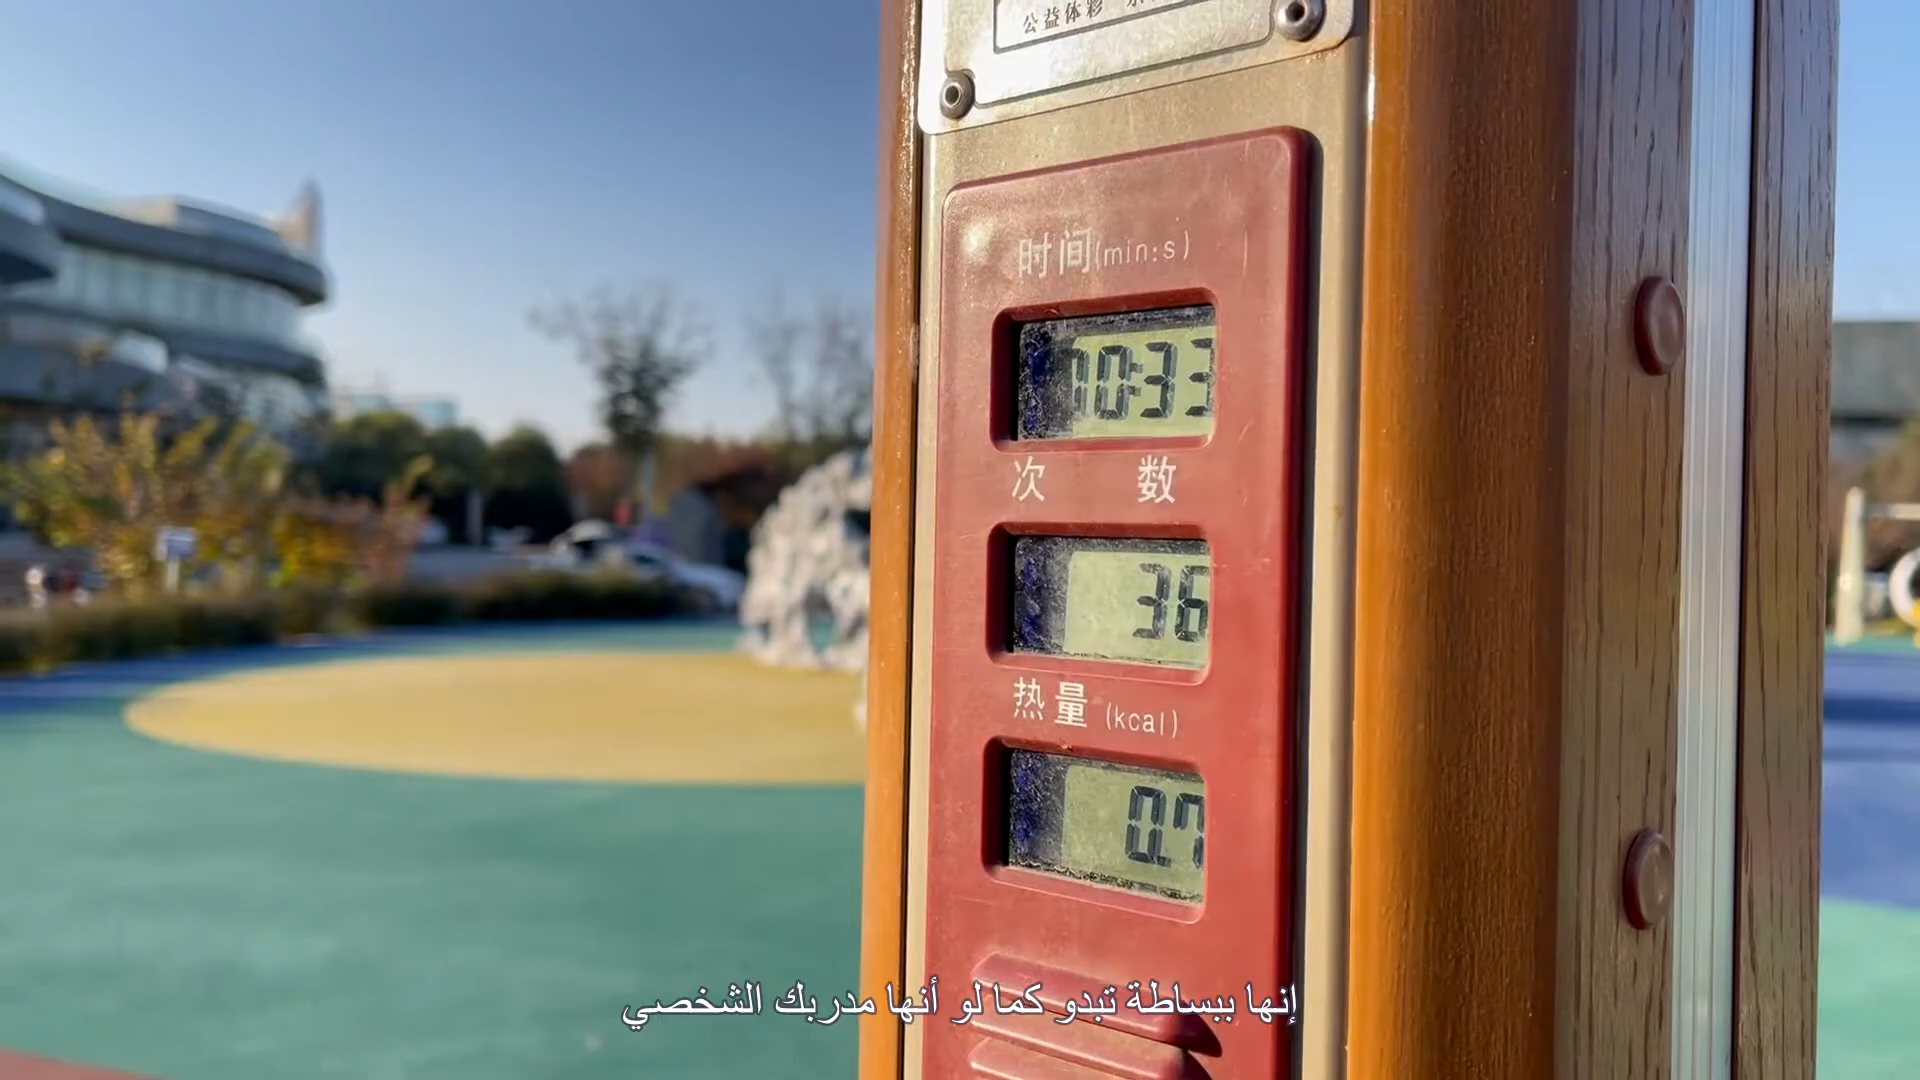 公益体彩
时间(min:s)
10:33
次 数
36
热量 (kcal)
0.7
إنها ببساطة تبدو كما لو أنها مدربك الشخصي